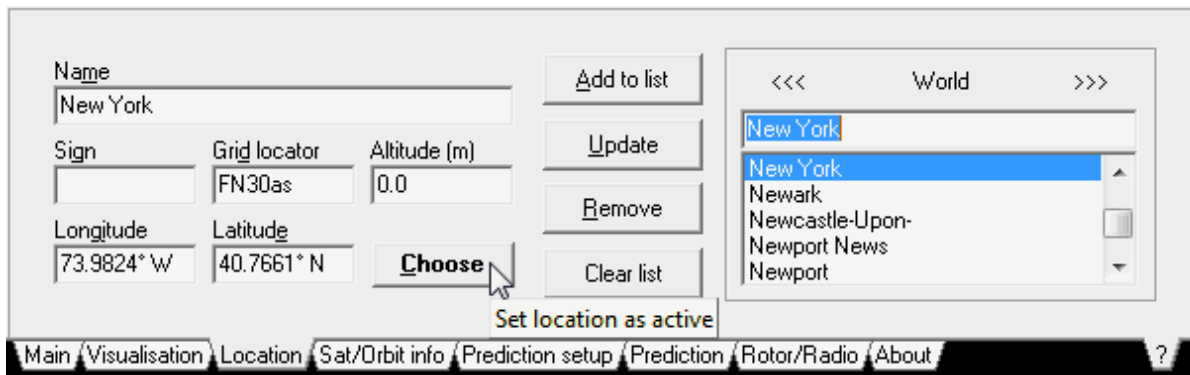 Name
New York
Sign Grid locator Altitude (m)
FN30as 0.0
Longitude Latitude
73.9824° W 40.7661° N Choose
Add to list
Update
Remove
Clear list
<<< World >>>
New York
New York
Newark
Newcastle-Upon-
Newport News
Newport
Set location as active
Main Visualisation Location Sat/Orbit info Prediction setup Prediction Rotor/Radio About ?